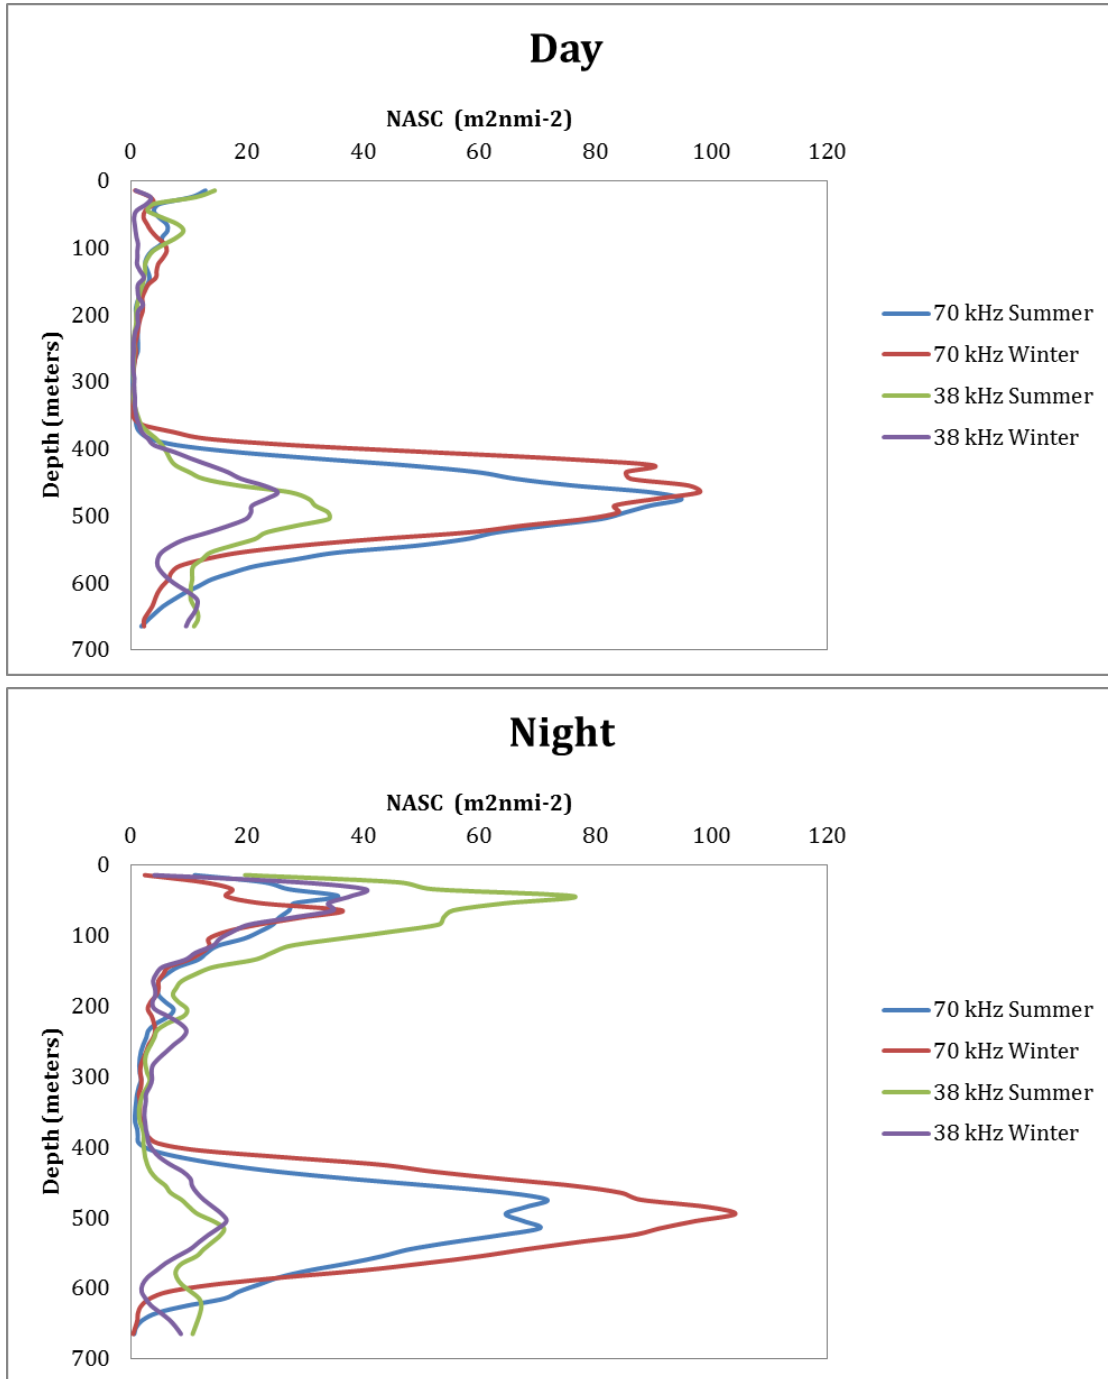 Day
NASC (m2nmi-2)
0 20 40 60 80 100 120
0
100
200
300
400
500
600
700
Depth (meters)
70 kHz Summer
70 kHz Winter
38 kHz Summer
38 kHz Winter
Night
NASC (m2nmi-2)
0 20 40 60 80 100 120
0
100
200
300
400
500
600
700
Depth (meters)
70 kHz Summer
70 kHz Winter
38 kHz Summer
38 kHz Winter